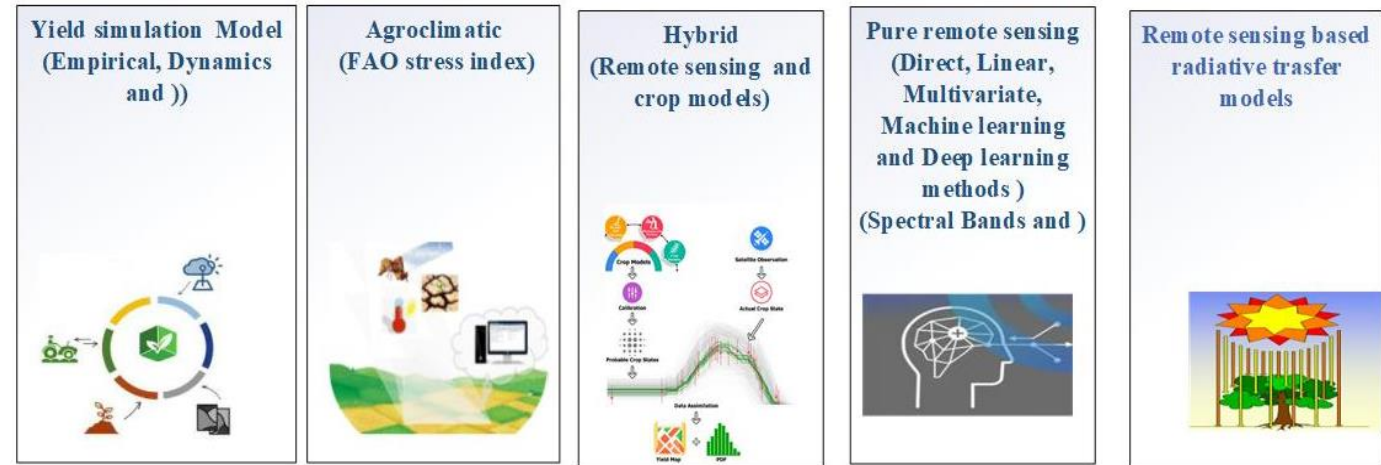 Yield simulation Model
(Empirical, Dynamics
and ))
Agroclimatic
(FAO stress index)
Hybrid
(Remote sensing and
crop models)
Crop Models
Satellite Observation
Calibration
Actual Crop State
Probable Crop States
Data Assimilation
Yield Map
PDF
Pure remote sensing
(Direct, Linear,
Multivariate,
Machine learning
and Deep learning
methods )
(Spectral Bands and )
Remote sensing based
radiative trasfer
models